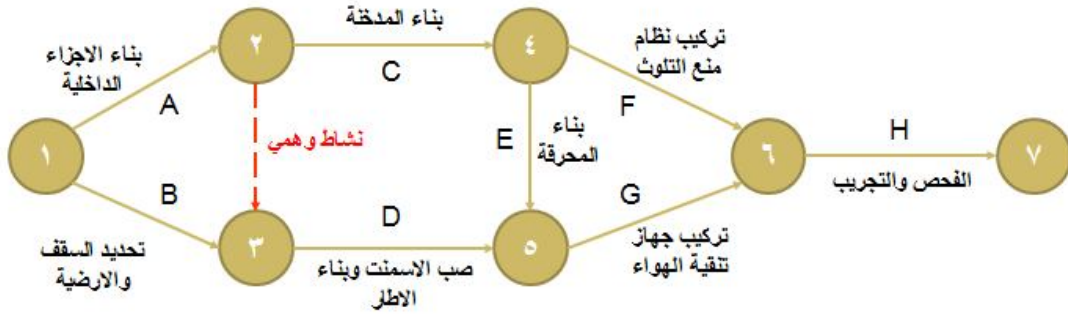 ٢
بناء المدخنة
C
٤
تركيب نظام
منع التلوث
F
بناء الاجزاء
الداخلية
A
١
نشاط وهمي
E
بناء
المحرقة
٦
H
الفحص والتجريب
٧
B
تحديد السقف
والارضية
٣
D
صب الاسمنت وبناء
الاطار
٥
G
تركيب جهاز
تنقية الهواء